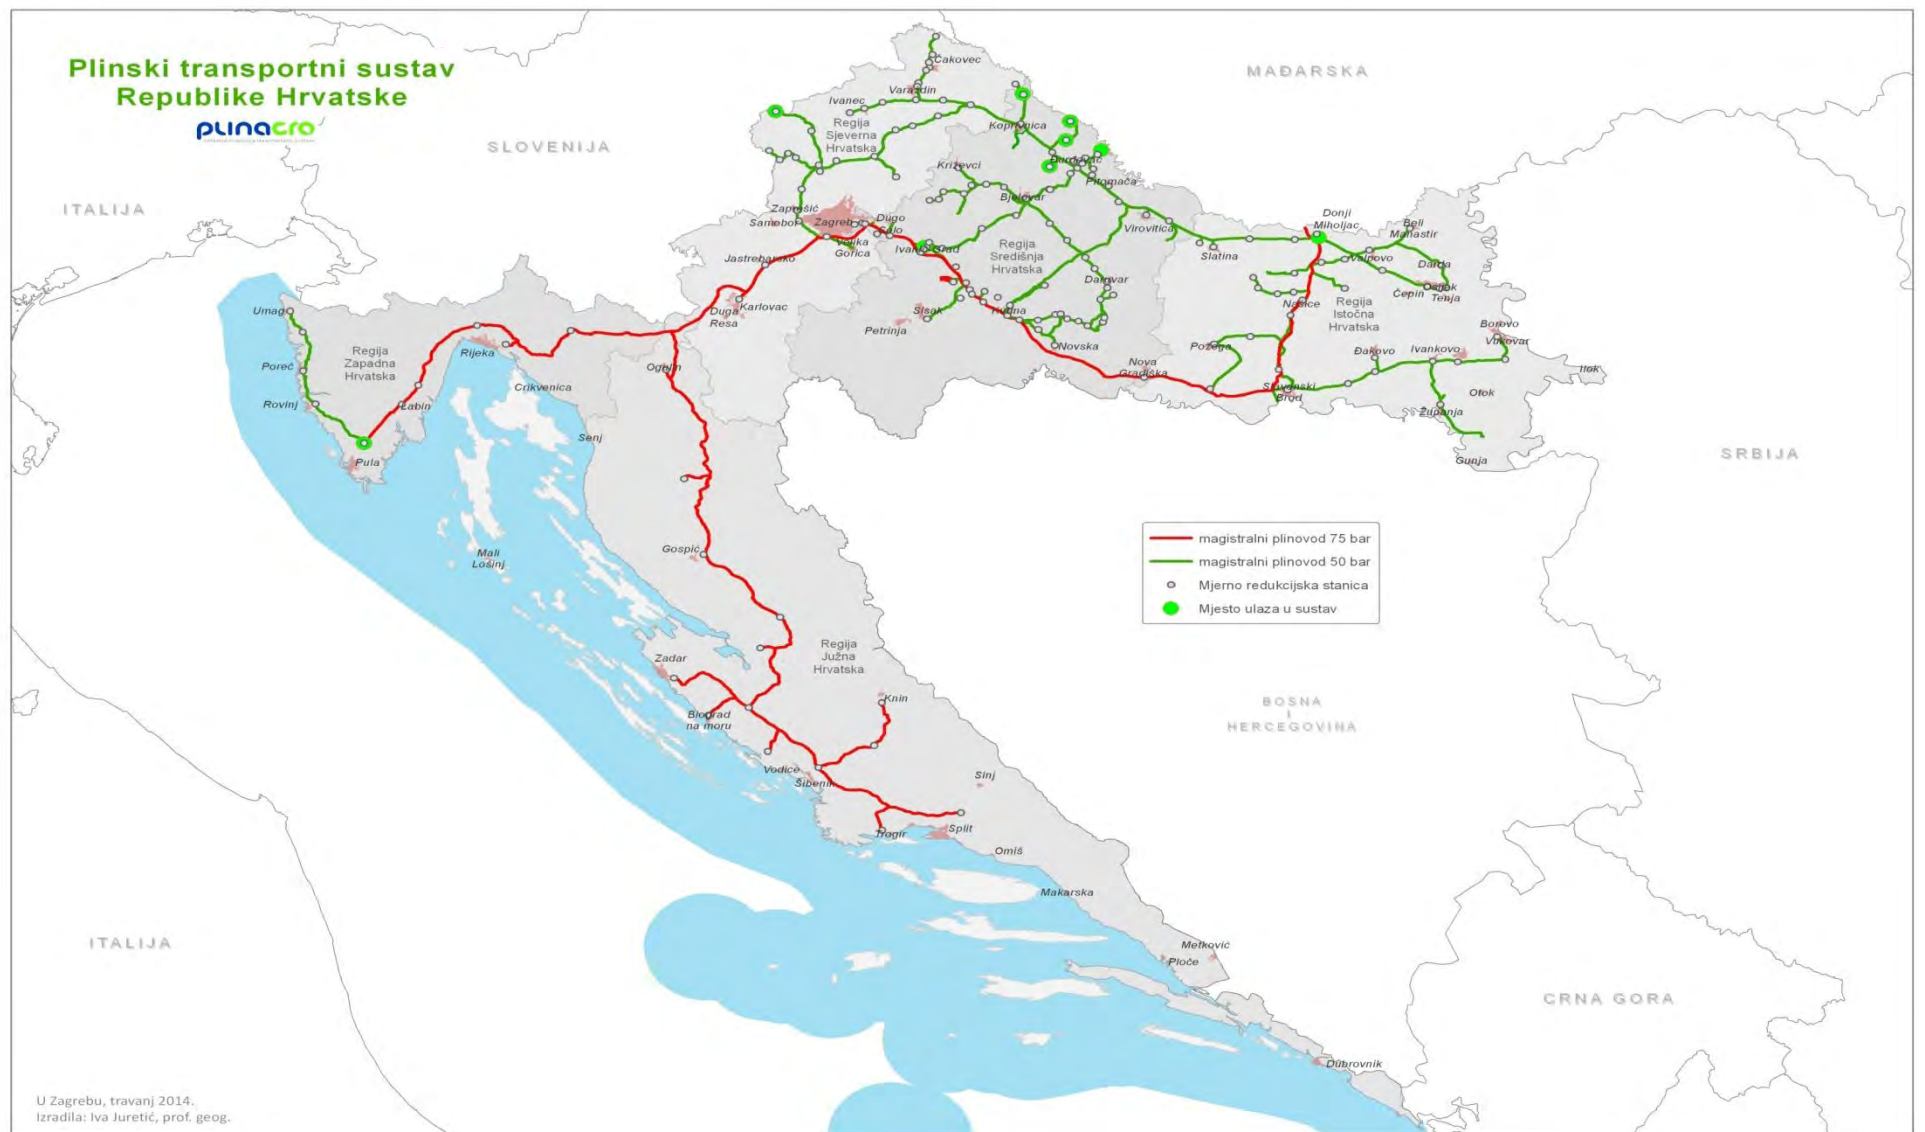 Plinski transportni sustav
Republike Hrvatske
plinacro
MAĐARSKA
SLOVENIJA
ITALIJA
Čakovec
Varaždin
Ivanec
Regija
Sjeverna
Hrvatska
Koprivnica
Križevci
Đurđevac
Pitomača
Bjelovar
Zaprešić
Samobor
Zagreb
Dugo
Selo
Velika
Gorica
Ivanić Grad
Virovitica
Regija
Središnja
Hrvatska
Slatina
Donji
Miholjac
Beli
Manastir
Valpovo
Darda
Osijek
Čepin
Tenja
Jastrebarsko
Karlovac
Duga
Resa
Daruvar
Našice
Regija
Istočna
Hrvatska
Sisak
Petrinja
Kutina
Novska
Borovo
Vukovar
Umag
Rijeka
Regija
Zapadna
Hrvatska
Poreč
Rovinj
Labin
Pula
Crikvenica
Ogulin
Senj
Nova
Gradiška
Požega
Slavonski
Brod
Đakovo
Ivankovo
Ilok
Otok
Županja
Gunja
SRBIJA
magistralni plinovod 75 bar
magistralni plinovod 50 bar
Mjerno redukcijska stanica
Mjesto ulaza u sustav
Mali
Lošinj
Gospić
Regija
Južna
Hrvatska
Zadar
Biograd
na moru
Knin
BOSNA
I
HERCEGOVINA
Vodice
Šibenik
Sinj
Trogir
Split
Omiš
Makarska
Metković
Ploče
ITALIJA
CRNA GORA
Dubrovnik
U Zagrebu, travanj 2014.
Izradila: Iva Juretić, prof. geog.